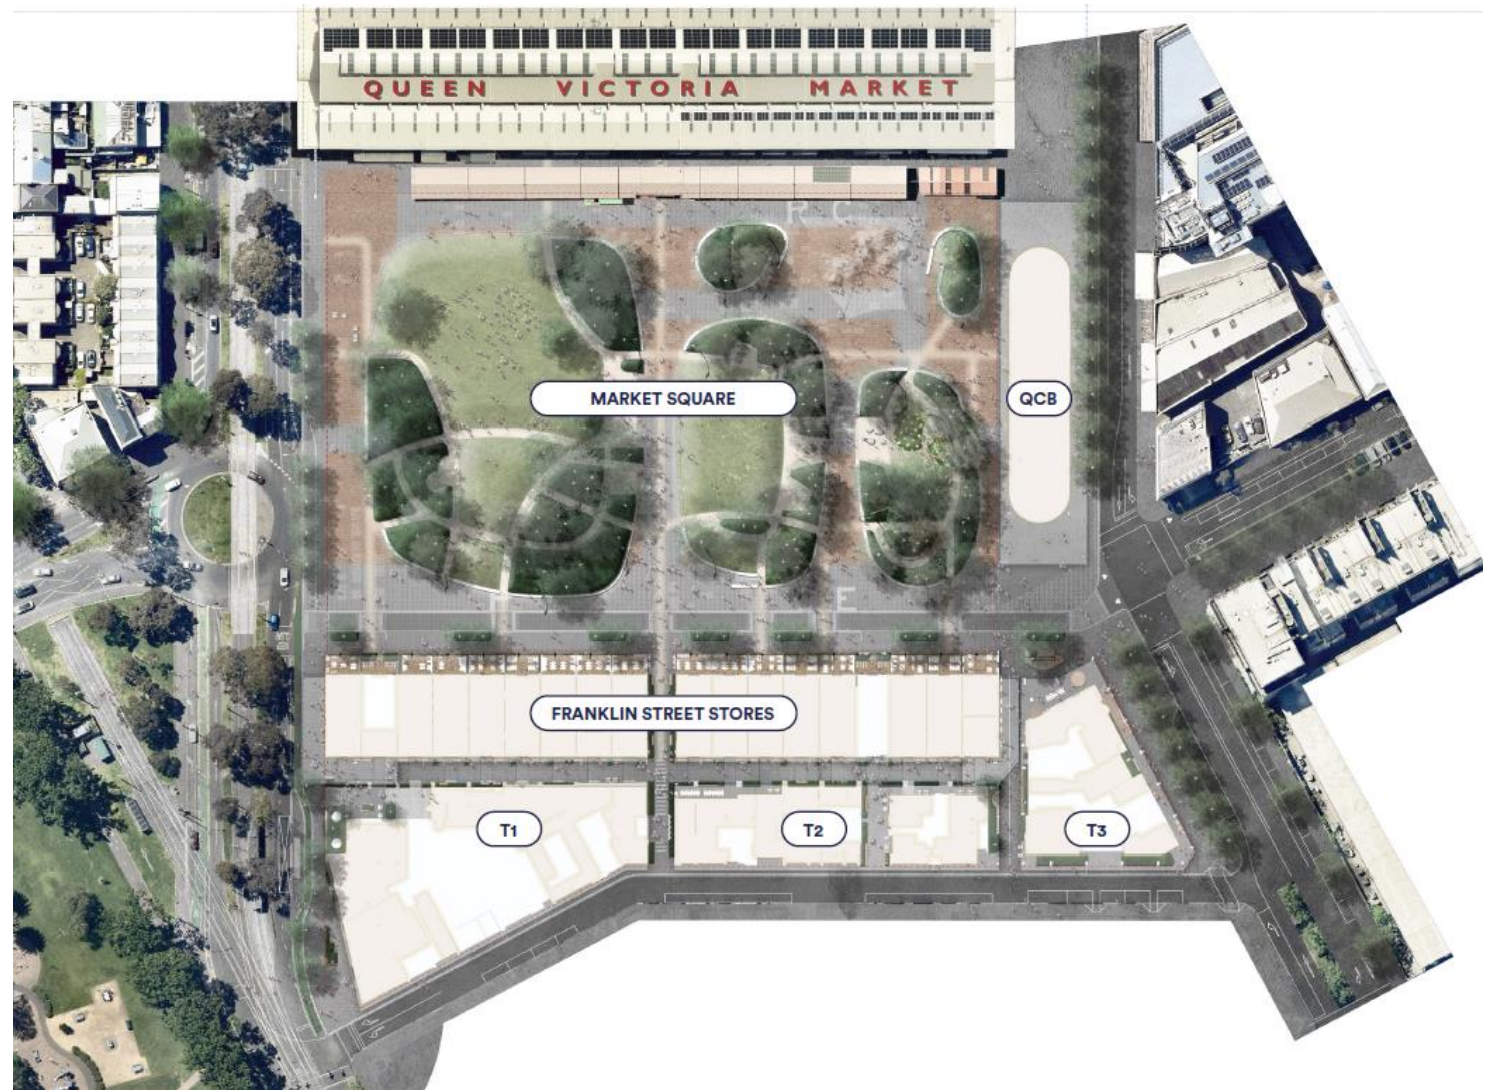 QUEEN VICTORIA MARKET
R C
MARKET SQUARE
QCB
E
FRANKLIN STREET STORES
T1
T2
T3